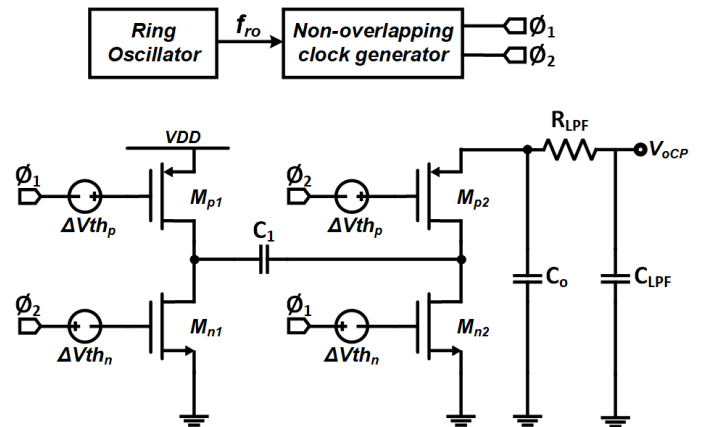 Ring Oscillator
f_ro
Non-overlapping clock generator
Ø1
Ø2
VDD
Ø1
ΔVth_p
M_p1
Ø2
ΔVth_p
M_p2
R_LPF
V_oCP
C_1
C_o
C_LPF
Ø2
ΔVth_n
M_n1
Ø1
ΔVth_n
M_n2